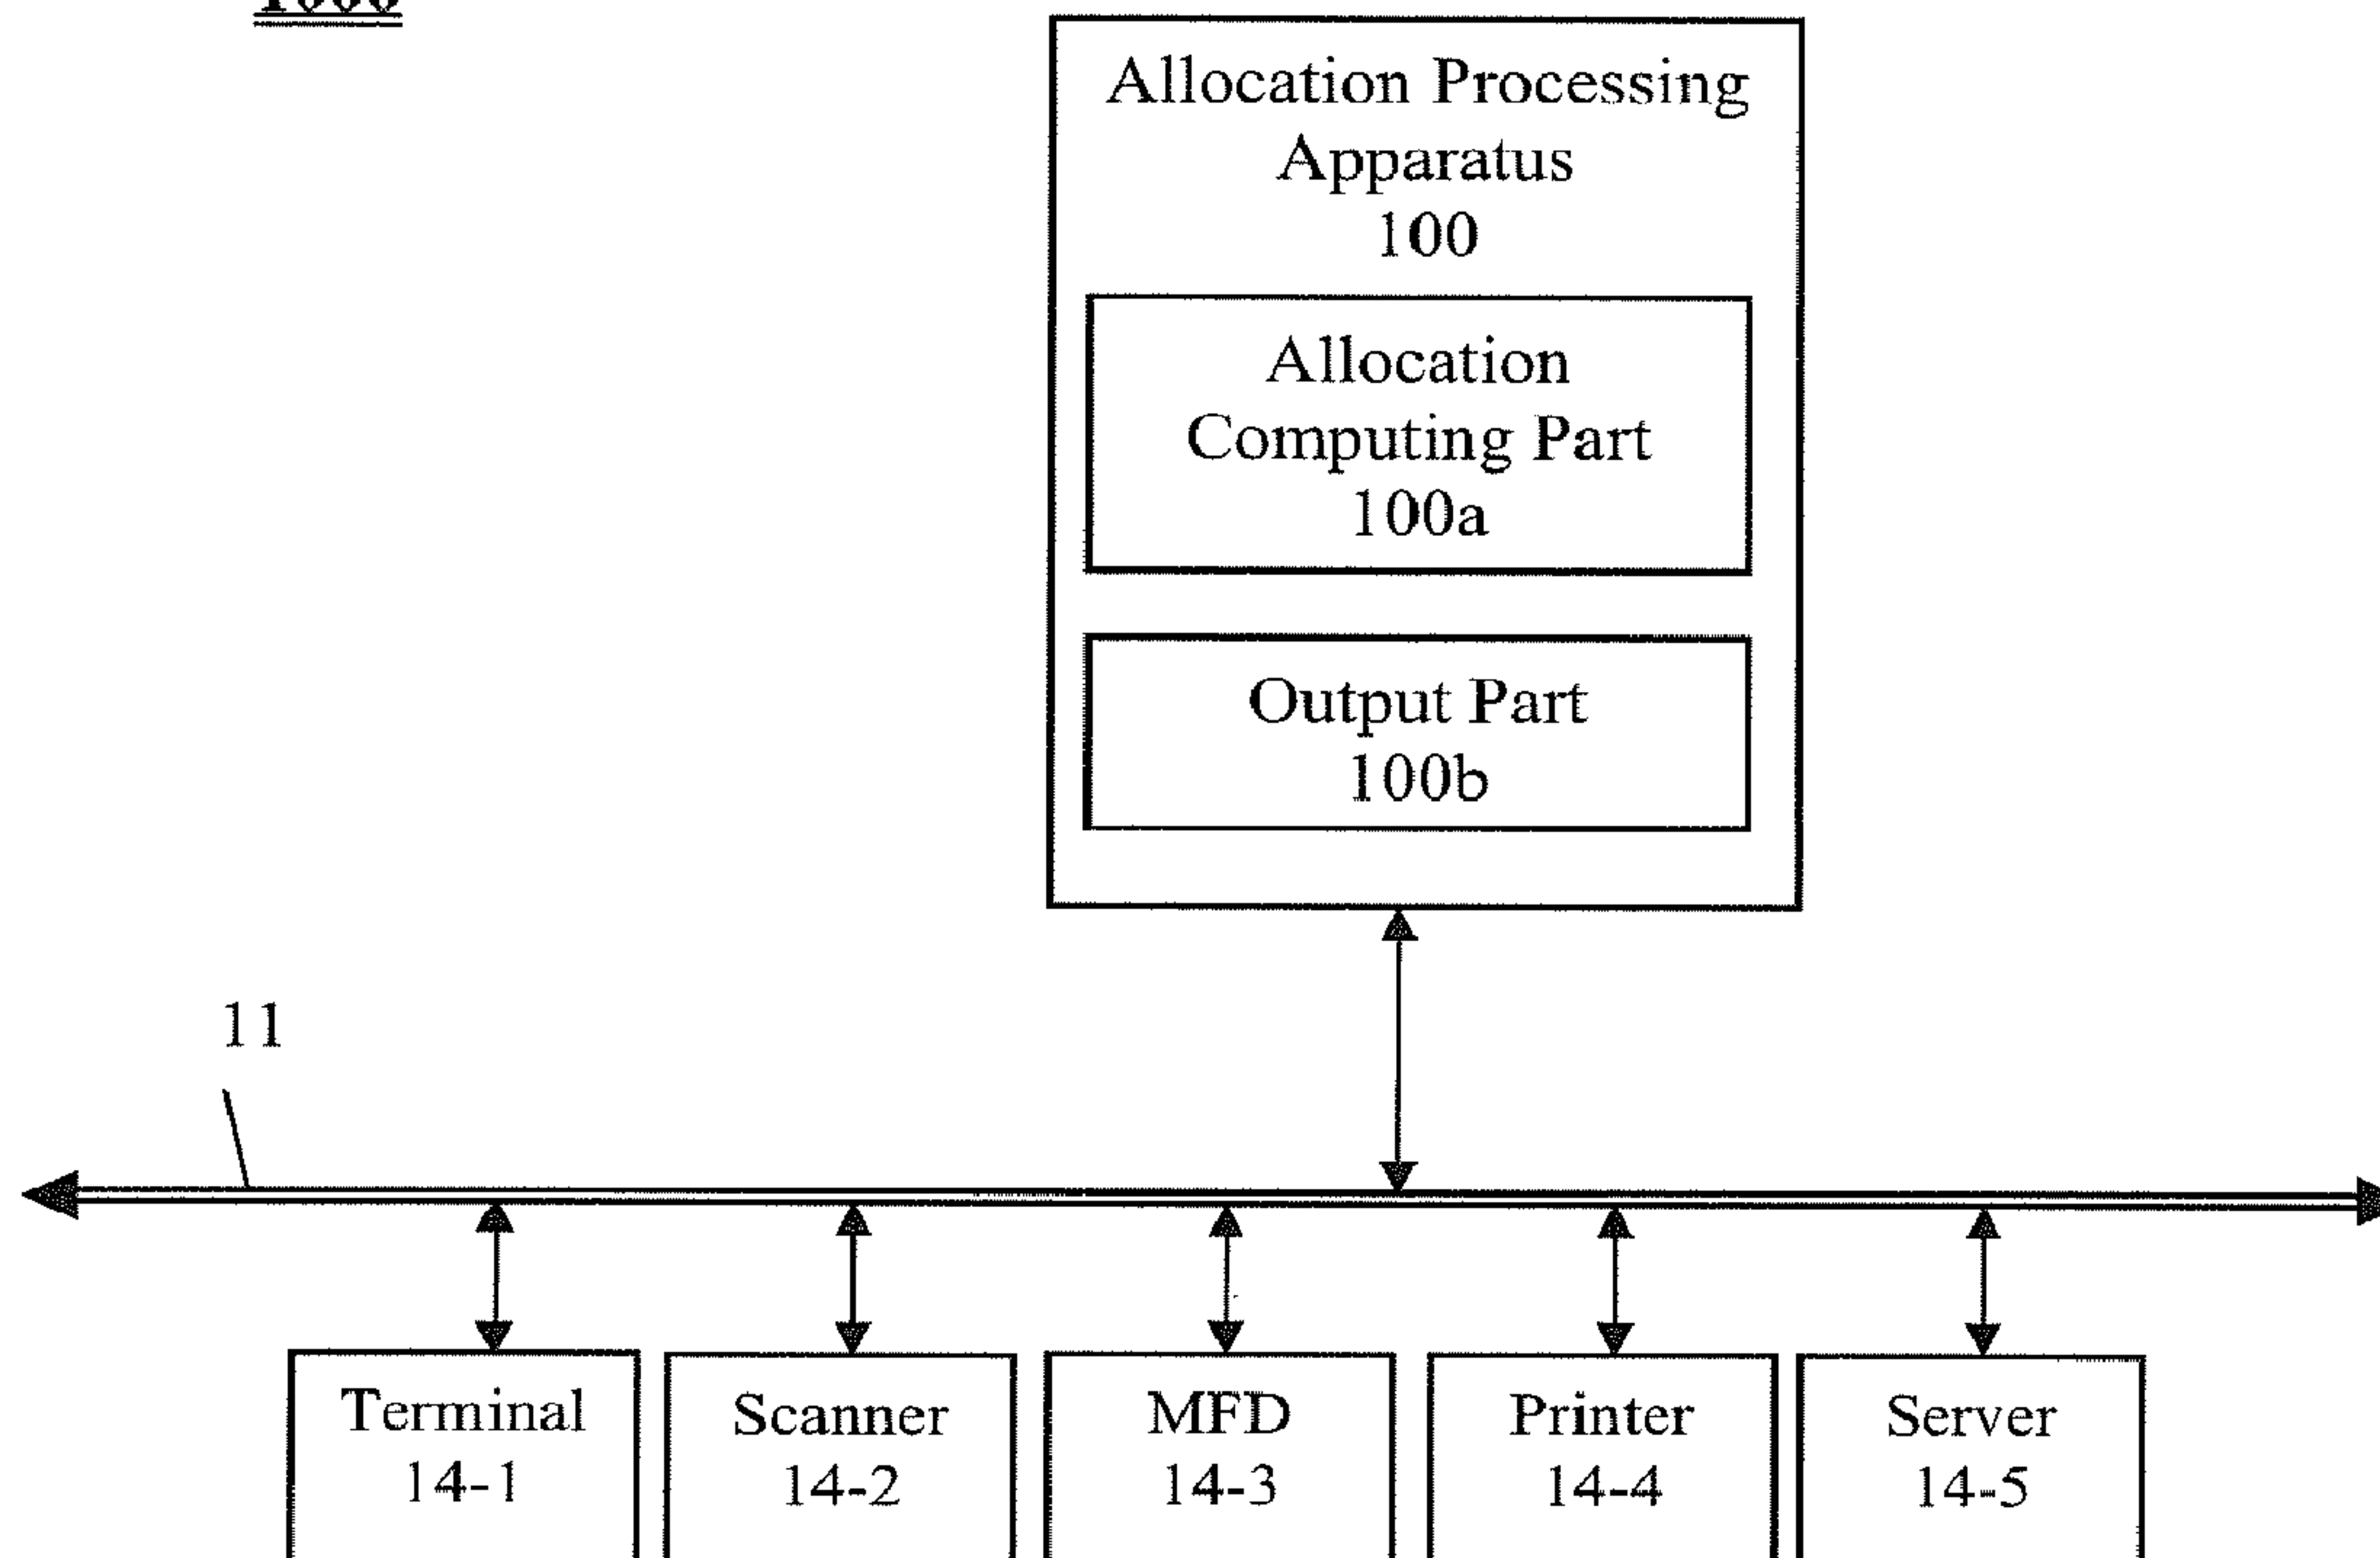 Allocation Processing
Apparatus
100
Allocation
Computing Part
100a
Output Part
100b
11
Terminal
14-1
Scanner
14-2
MFD
14-3
Printer
14-4
Server
14-5